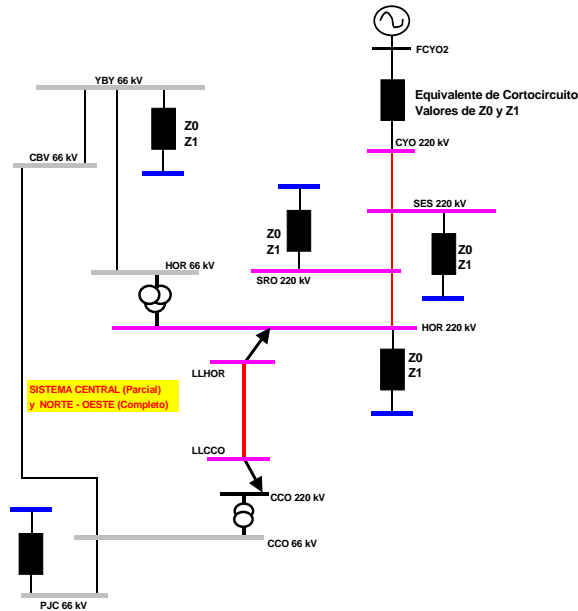 FCYO2
YBY 66 kV
Equivalente de Cortocircuito
Valores de Z0 y Z1
Z0
Z1
CYO 220 kV
CBV 66 kV
SES 220 kV
Z0
Z1
Z0
Z1
HOR 66 kV
SRO 220 kV
HOR 220 kV
Z0
Z1
LLHOR
SISTEMA CENTRAL (Parcial)
y NORTE - OESTE (Completo)
LLCCO
CCO 220 kV
CCO 66 kV
PJC 66 kV